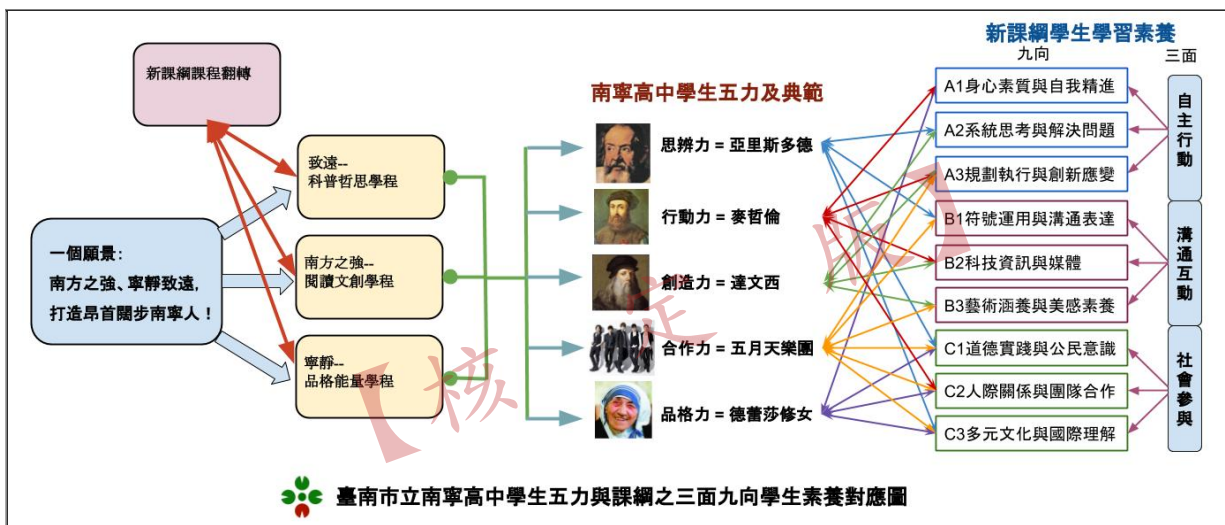 新課綱課程翻轉
致遠--
科普哲思學程
南方之強--
閱讀文創學程
寧靜--
品格能量學程
一個願景：
南方之強、寧靜致遠，
打造昂首闊步南寧人！
南寧高中學生五力及典範
思辨力 = 亞里斯多德
行動力 = 麥哲倫
創造力 = 達文西
合作力 = 五月天樂團
品格力 = 德蕾莎修女
新課綱學生學習素養
九向
三面
A1身心素質與自我精進
A2系統思考與解決問題
A3規劃執行與創新應變
B1符號運用與溝通表達
B2科技資訊與媒體
B3藝術涵養與美感素養
C1道德實踐與公民意識
C2人際關係與團隊合作
C3多元文化與國際理解
自主行動
溝通互動
社會參與
【核定版】
臺南市立南寧高中學生五力與課綱之三面九向學生素養對應圖